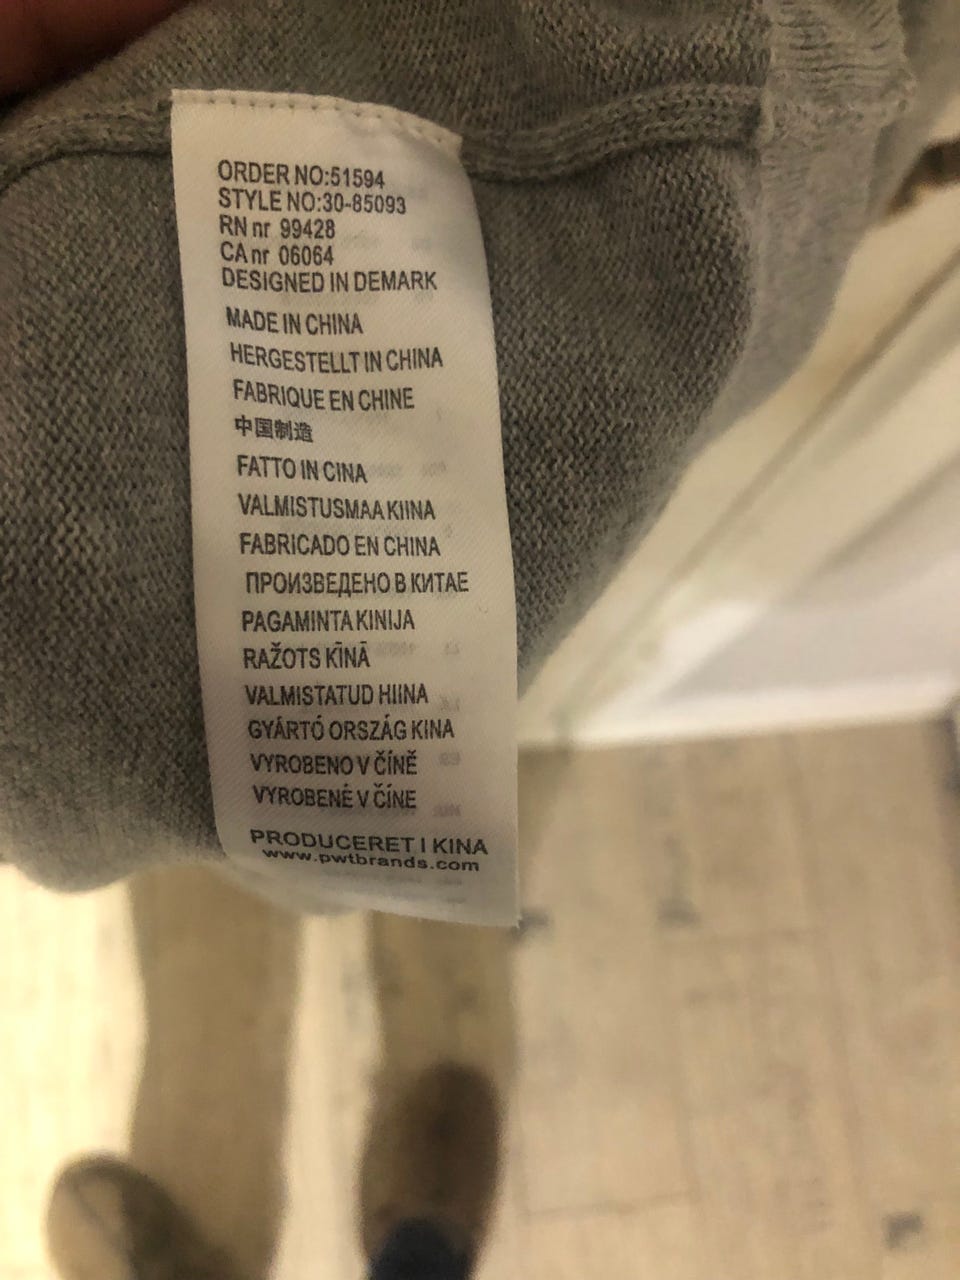 ORDER NO:51594
STYLE NO:30-85093
RN nr 99428
CA nr 06064
DESIGNED IN DEMARK
MADE IN CHINA
HERGESTELLT IN CHINA
FABRIQUE EN CHINE
中国制造
FATTO IN CINA
VALMISTUSMAA KIINA
FABRICADO EN CHINA
ПРОИЗВЕДЕНО В КИТАЕ
PAGAMINTA KINIJA
RAŽOTS KĪNĀ
VALMISTATUD HIINA
GYÁRTÓ ORSZÁG KINA
VYROBENO V ČÍNĚ
VYROBENÉ V ČÍNE
PRODUCERET I KINA
www.pwtbrands.com